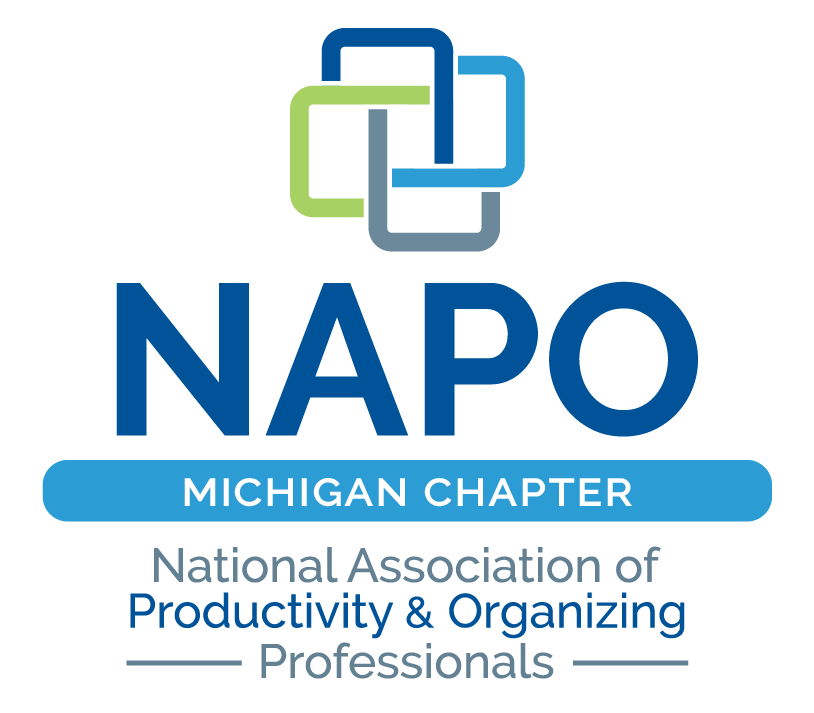 NAPO
MICHIGAN CHAPTER
National Association of
Productivity & Organizing
Professionals